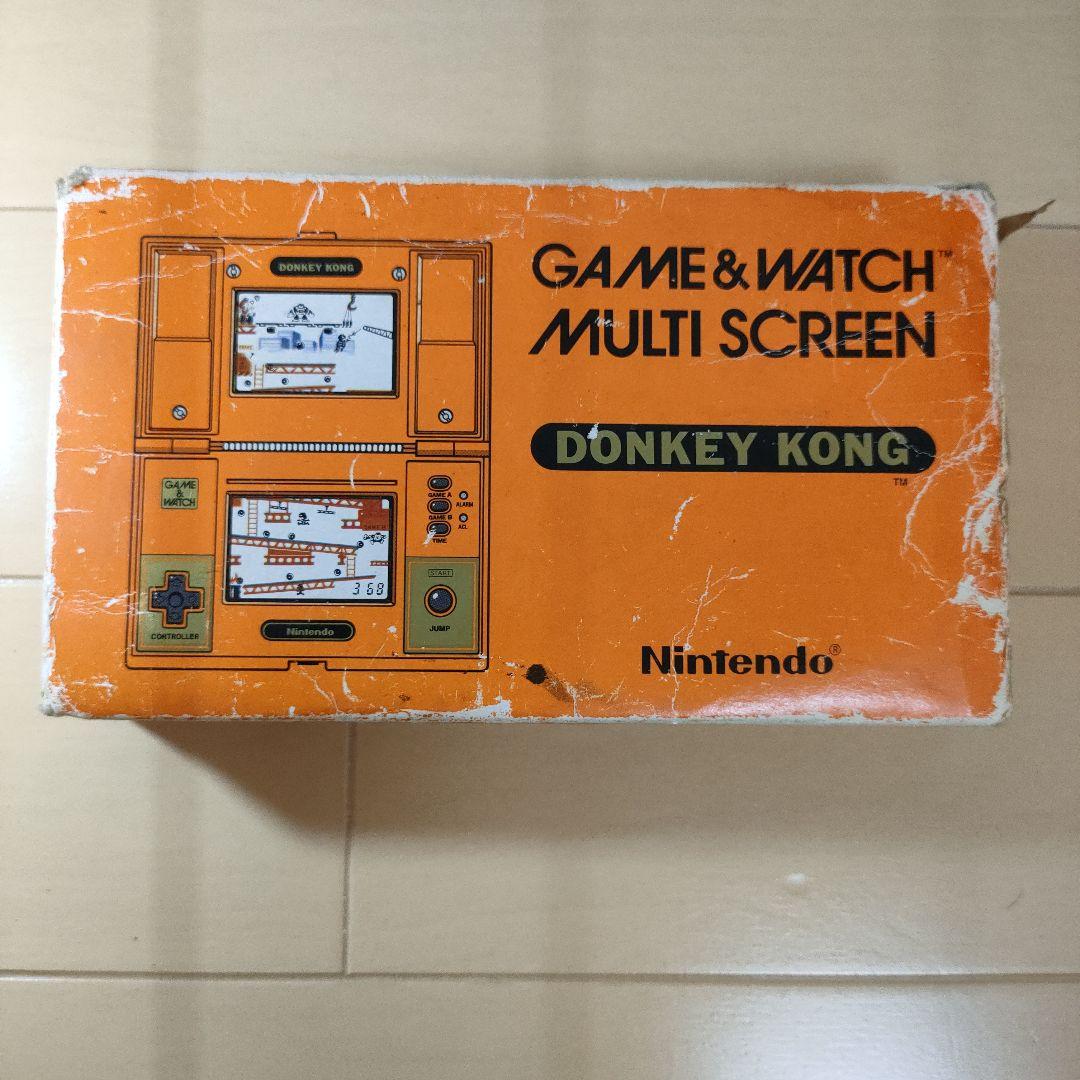 DONKEY KONG
GAME
& WATCH
GAME A
ALARM
GAME B
ACL
TIME
368
CONTROLLER
START
JUMP
Nintendo
GAME & WATCH™
MULTI SCREEN
DONKEY KONG
™
Nintendo®